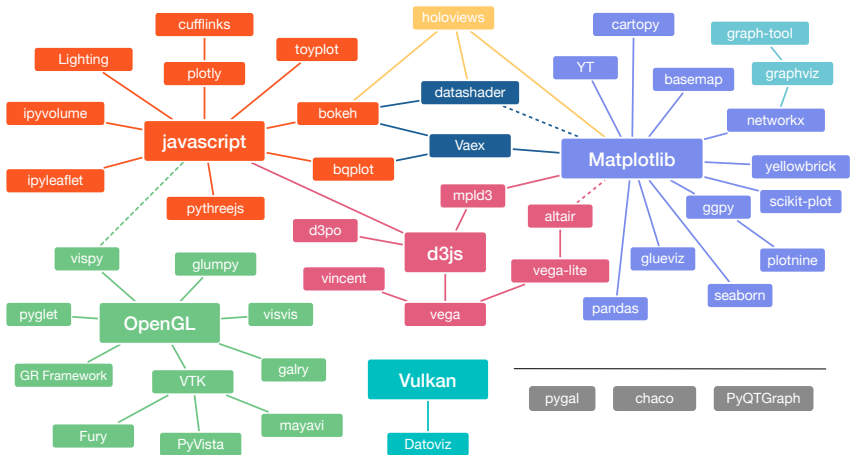 holoviews
cufflinks
cartopy
graph-tool
toyplot
Lighting
plotly
YT
basemap
graphviz
datashader
ipyvolume
bokeh
networkx
javascript
Vaex
Matplotlib
yellowbrick
bqplot
ipyleaflet
mpld3
scikit-plot
pythreejs
altair
ggpy
d3po
d3js
vispy
glumpy
glueviz
plotnine
vincent
vega-lite
seaborn
pandas
pyglet
OpenGL
visvis
vega
GR Framework
VTK
galry
Vulkan
pygal
chaco
PyQTGraph
mayavi
Fury
PyVista
Datoviz